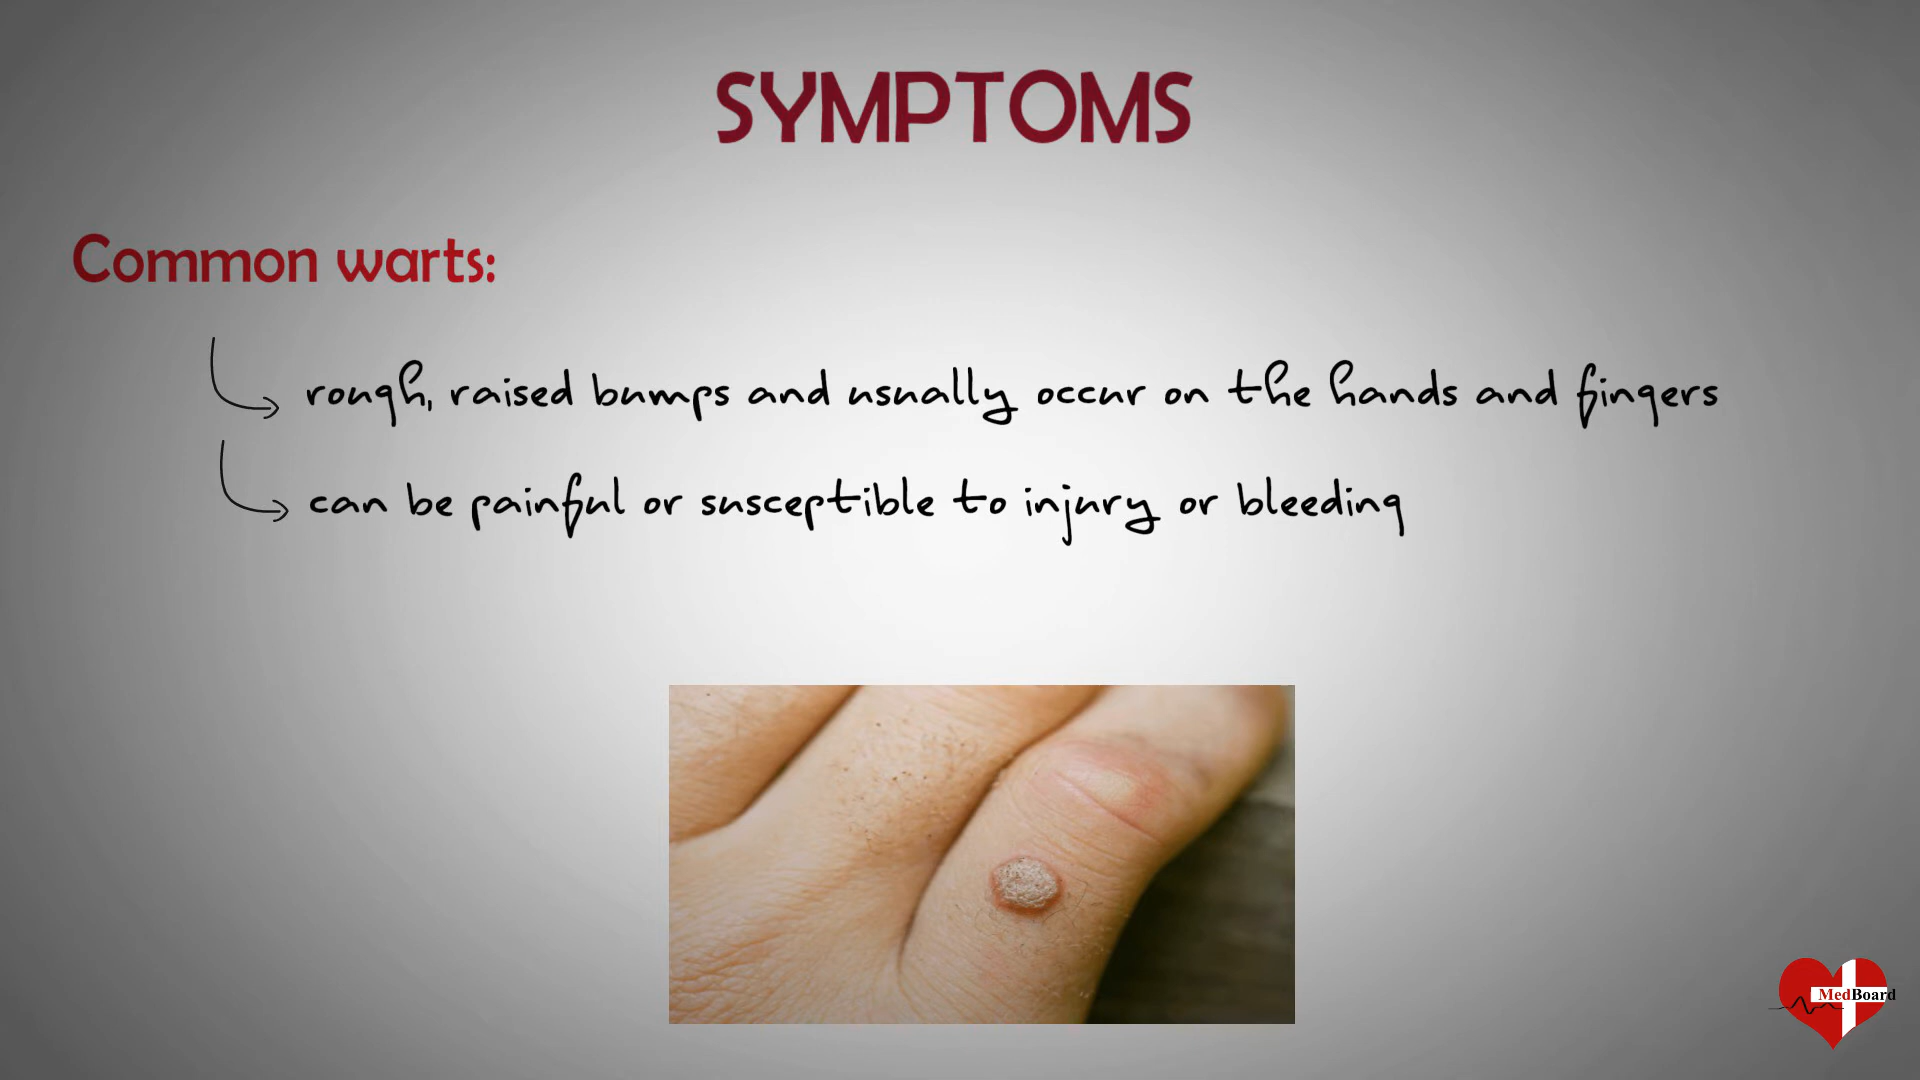 SYMPTOMS
Common warts:
rough, raised bumps and usually occur on the hands and fingers
can be painful or susceptible to injury or bleeding
MedBoard